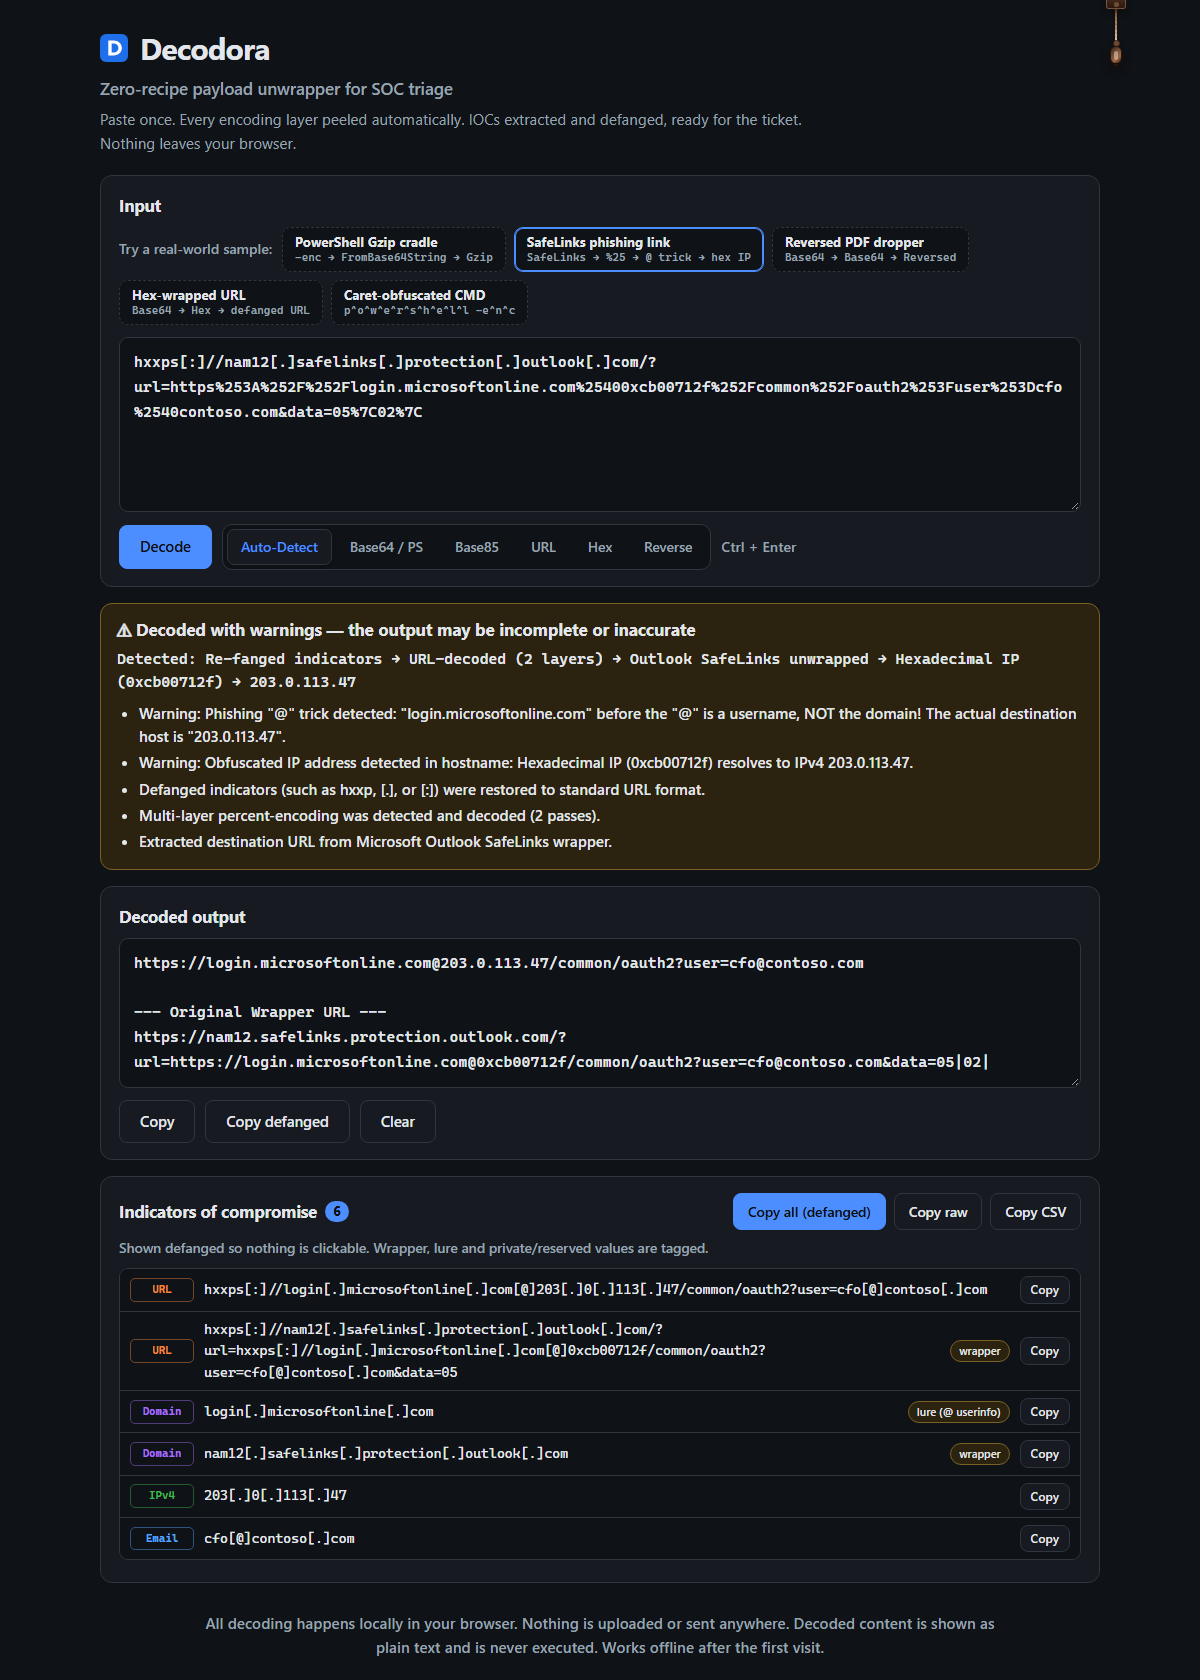 D Decodora
Zero-recipe payload unwrapper for SOC triage
Paste once. Every encoding layer peeled automatically. IOCs extracted and defanged, ready for the ticket.
Nothing leaves your browser.
Input
Try a real-world sample:
PowerShell Gzip cradle
-enc → FromBase64String → Gzip
SafeLinks phishing link
SafeLinks → %25 → @ trick → hex IP
Reversed PDF dropper
Base64 → Base64 → Reversed
Hex-wrapped URL
Base64 → Hex → defanged URL
Caret-obfuscated CMD
p^o^w^e^r^s^h^e^l^l -e^n^c
hxxps[:]//nam12[.]safelinks[.]protection[.]outlook[.]com/?
url=https%253A%252F%252Flogin.microsoftonline.com%25400xcb00712f%252Fcommon%252Foauth2%253Fuser%253Dcfo
%2540contoso.com&data=05%7C02%7C
Decode Auto-Detect Base64 / PS Base85 URL Hex Reverse Ctrl + Enter
⚠ Decoded with warnings — the output may be incomplete or inaccurate
Detected: Re-fanged indicators → URL-decoded (2 layers) → Outlook SafeLinks unwrapped → Hexadecimal IP
(0xcb00712f) → 203.0.113.47
• Warning: Phishing "@" trick detected: "login.microsoftonline.com" before the "@" is a username, NOT the domain! The actual destination
host is "203.0.113.47".
• Warning: Obfuscated IP address detected in hostname: Hexadecimal IP (0xcb00712f) resolves to IPv4 203.0.113.47.
• Defanged indicators (such as hxxp, [.], or [:]) were restored to standard URL format.
• Multi-layer percent-encoding was detected and decoded (2 passes).
• Extracted destination URL from Microsoft Outlook SafeLinks wrapper.
Decoded output
https://login.microsoftonline.com@203.0.113.47/common/oauth2?user=cfo@contoso.com
--- Original Wrapper URL ---
https://nam12.safelinks.protection.outlook.com/?
url=https://login.microsoftonline.com@0xcb00712f/common/oauth2?user=cfo@contoso.com&data=05|02|
Copy Copy defanged Clear
Indicators of compromise 6 Copy all (defanged) Copy raw Copy CSV
Shown defanged so nothing is clickable. Wrapper, lure and private/reserved values are tagged.
URL hxxps[:]//login[.]microsoftonline[.]com[@]203[.]0[.]113[.]47/common/oauth2?user=cfo[@]contoso[.]com Copy
hxxps[:]//nam12[.]safelinks[.]protection[.]outlook[.]com/?
URL url=hxxps[:]//login[.]microsoftonline[.]com[@]0xcb00712f/common/oauth2? wrapper Copy
user=cfo[@]contoso[.]com&data=05
Domain login[.]microsoftonline[.]com lure (@ userinfo) Copy
Domain nam12[.]safelinks[.]protection[.]outlook[.]com wrapper Copy
IPv4 203[.]0[.]113[.]47 Copy
Email cfo[@]contoso[.]com Copy
All decoding happens locally in your browser. Nothing is uploaded or sent anywhere. Decoded content is shown as
plain text and is never executed. Works offline after the first visit.